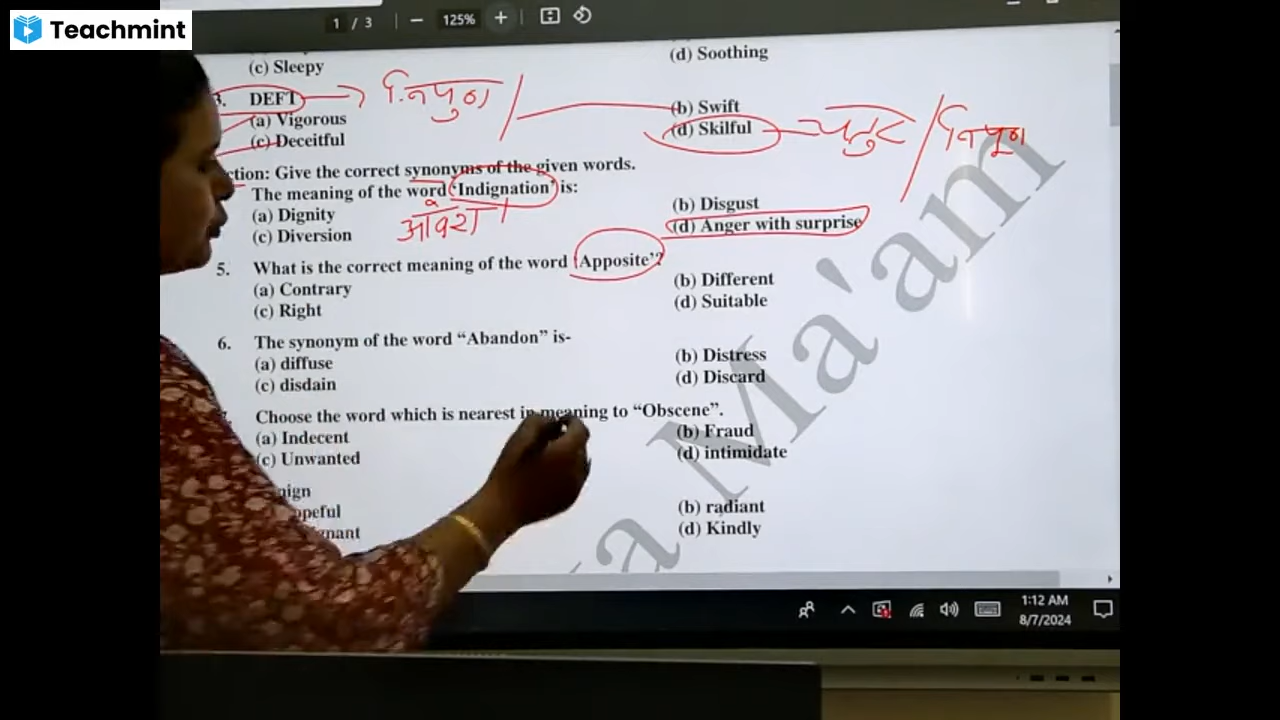 Teachmint
1 / 3
125%
(c) Sleepy
(d) Soothing
3. DEFT
निपुण
(a) Vigorous
(b) Swift
(c) Deceitful
(d) Skilful
चतुर / निपुण
ction: Give the correct synonyms of the given words.
The meaning of the word 'Indignation' is:
(a) Dignity
(b) Disgust
(c) Diversion
(d) Anger with surprise
5. What is the correct meaning of the word 'Apposite'?
(a) Contrary
(b) Different
(c) Right
(d) Suitable
6. The synonym of the word “Abandon” is-
(a) diffuse
(b) Distress
(c) disdain
(d) Discard
Choose the word which is nearest in meaning to “Obscene”.
(a) Indecent
(b) Fraud
(c) Unwanted
(d) intimidate
(b) radiant
(d) Kindly
a Ma'am
1:12 AM
8/7/2024